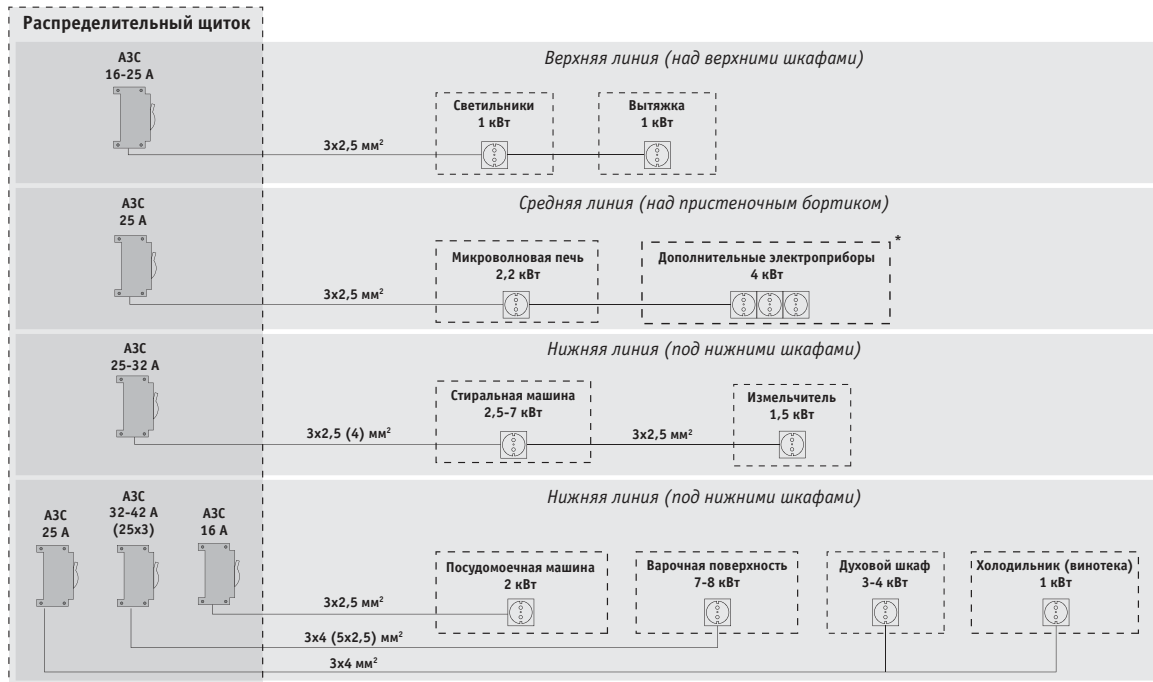 Распределительный щиток
АЗС
16-25 А
Верхняя линия (над верхними шкафами)
Светильники
1 кВт
Вытяжка
1 кВт
3х2,5 мм²
АЗС
25 А
Средняя линия (над пристеночным бортиком)
Микроволновая печь
2,2 кВт
Дополнительные электроприборы
4 кВт
*
3х2,5 мм²
АЗС
25-32 А
Нижняя линия (под нижними шкафами)
Стиральная машина
2,5-7 кВт
Измельчитель
1,5 кВт
3х2,5 (4) мм²
3х2,5 мм²
Нижняя линия (под нижними шкафами)
АЗС
25 А
АЗС
32-42 А
(25х3)
АЗС
16 А
Посудомоечная машина
2 кВт
Варочная поверхность
7-8 кВт
Духовой шкаф
3-4 кВт
Холодильник (винотека)
1 кВт
3х2,5 мм²
3х4 (5х2,5) мм²
3х4 мм²